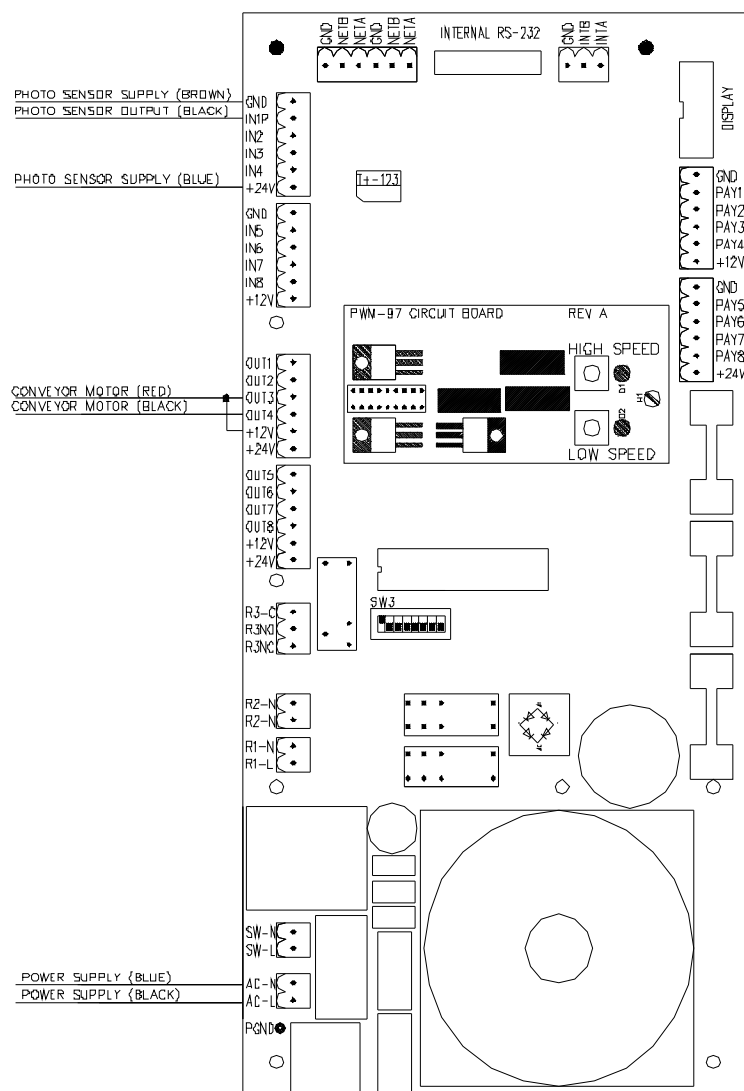 GND
NETB
NETA
GND
NETB
NETA
INTERNAL RS-232
GND
INTB
INTA
DISPLAY
PHOTO SENSOR SUPPLY (BROWN)
PHOTO SENSOR OUTPUT (BLACK)
PHOTO SENSOR SUPPLY (BLUE)
GND
IN1P
IN2
IN3
IN4
+24V
GND
IN5
IN6
IN7
IN8
+12V
T+-123
GND
PAY1
PAY2
PAY3
PAY4
+12V
GND
PAY5
PAY6
PAY7
PAY8
+24V
PWM-97 CIRCUIT BOARD REV A
HIGH SPEED
D1
H1
D2
LOW SPEED
CONVEYOR MOTOR (RED)
CONVEYOR MOTOR (BLACK)
OUT1
OUT2
OUT3
OUT4
+12V
+24V
OUT5
OUT6
OUT7
OUT8
+12V
+24V
SW3
R3-C
R3NO
R3NC
R2-N
R2-N
R1-N
R1-L
SW-N
SW-L
POWER SUPPLY (BLUE)
POWER SUPPLY (BLACK)
AC-N
AC-L
PGND